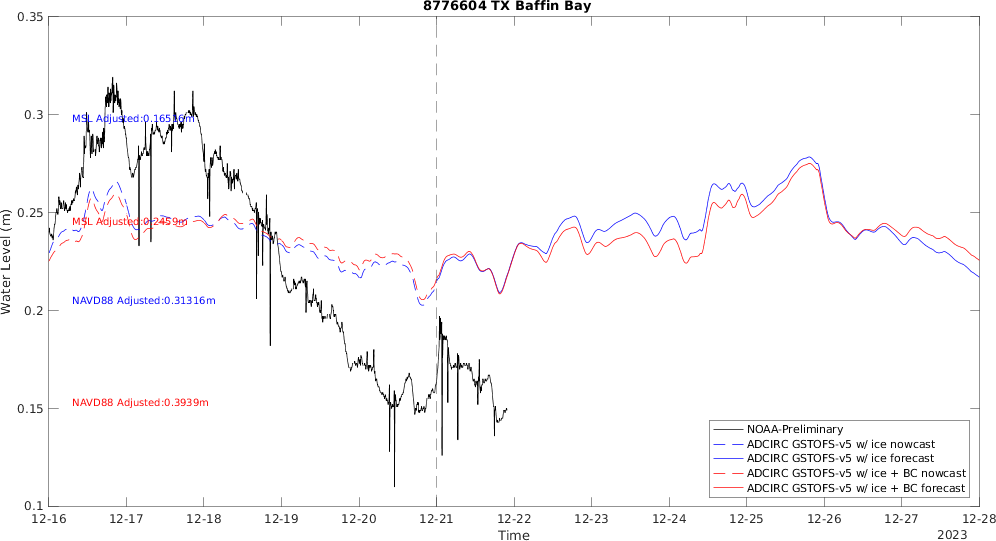 8776604 TX Baffin Bay
0.35
0.3
0.25
0.2
0.15
0.1
Water Level (m)
MSL Adjusted:0.16516m
MSL Adjusted:0.2459m
NAVD88 Adjusted:0.31316m
NAVD88 Adjusted:0.3939m
NOAA-Preliminary
ADCIRC GSTOFS-v5 w/ ice nowcast
ADCIRC GSTOFS-v5 w/ ice forecast
ADCIRC GSTOFS-v5 w/ ice + BC nowcast
ADCIRC GSTOFS-v5 w/ ice + BC forecast
12-16 12-17 12-18 12-19 12-20 12-21 12-22 12-23 12-24 12-25 12-26 12-27 12-28
Time
2023